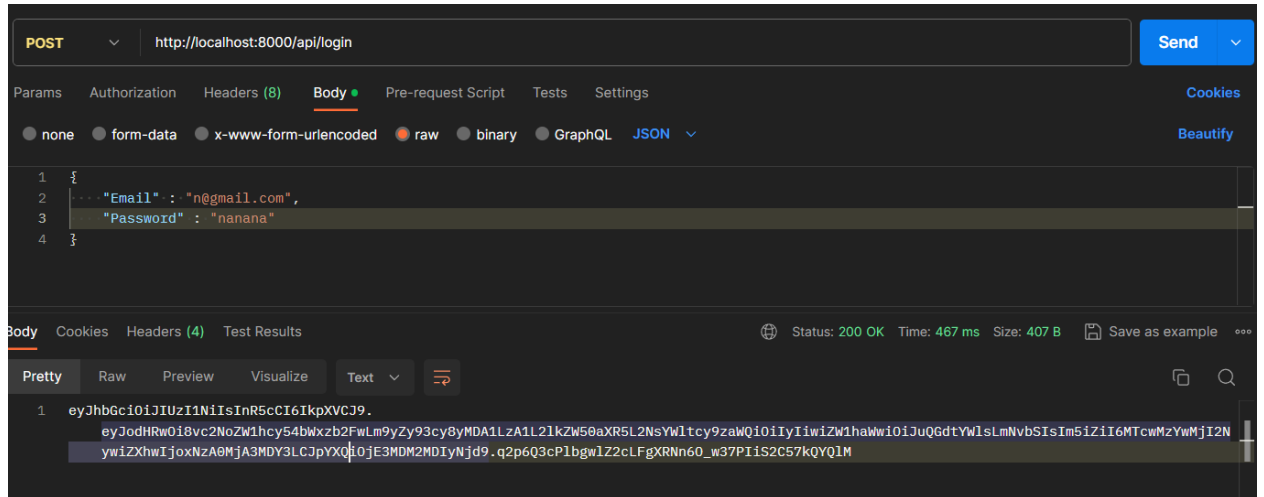 POST http://localhost:8000/api/login Send
Params Authorization Headers (8) Body Pre-request Script Tests Settings Cookies
none form-data x-www-form-urlencoded raw binary GraphQL JSON Beautify
1 {
2 "Email" : "n@gmail.com",
3 "Password" : "nanana"
4 }
Body Cookies Headers (4) Test Results Status: 200 OK Time: 467 ms Size: 407 B Save as example
Pretty Raw Preview Visualize Text
1 eyJhbGciOiJIUzI1NiIsInR5cCI6IkpXVCJ9.
eyJodHRwOi8vc2NoZW1hcy54bWxzb2FwLm9yZy93cy8yMDA1LzA1L2lkZW50aXR5L2NsYWltcy9zaWQiOiIyIiwiZW1haWwiOiJuQGdtYWlsLmNvbSIsIm5iZiI6MTcwMzYwMjI2N
ywiZXhwIjoxNzA0MjA3MDY3LCJpYXQiOjE3MDM2MDIyNjd9.q2p6Q3cPlbgwlZ2cLFgXRNn6O_w37PIiS2C57kQYQlM